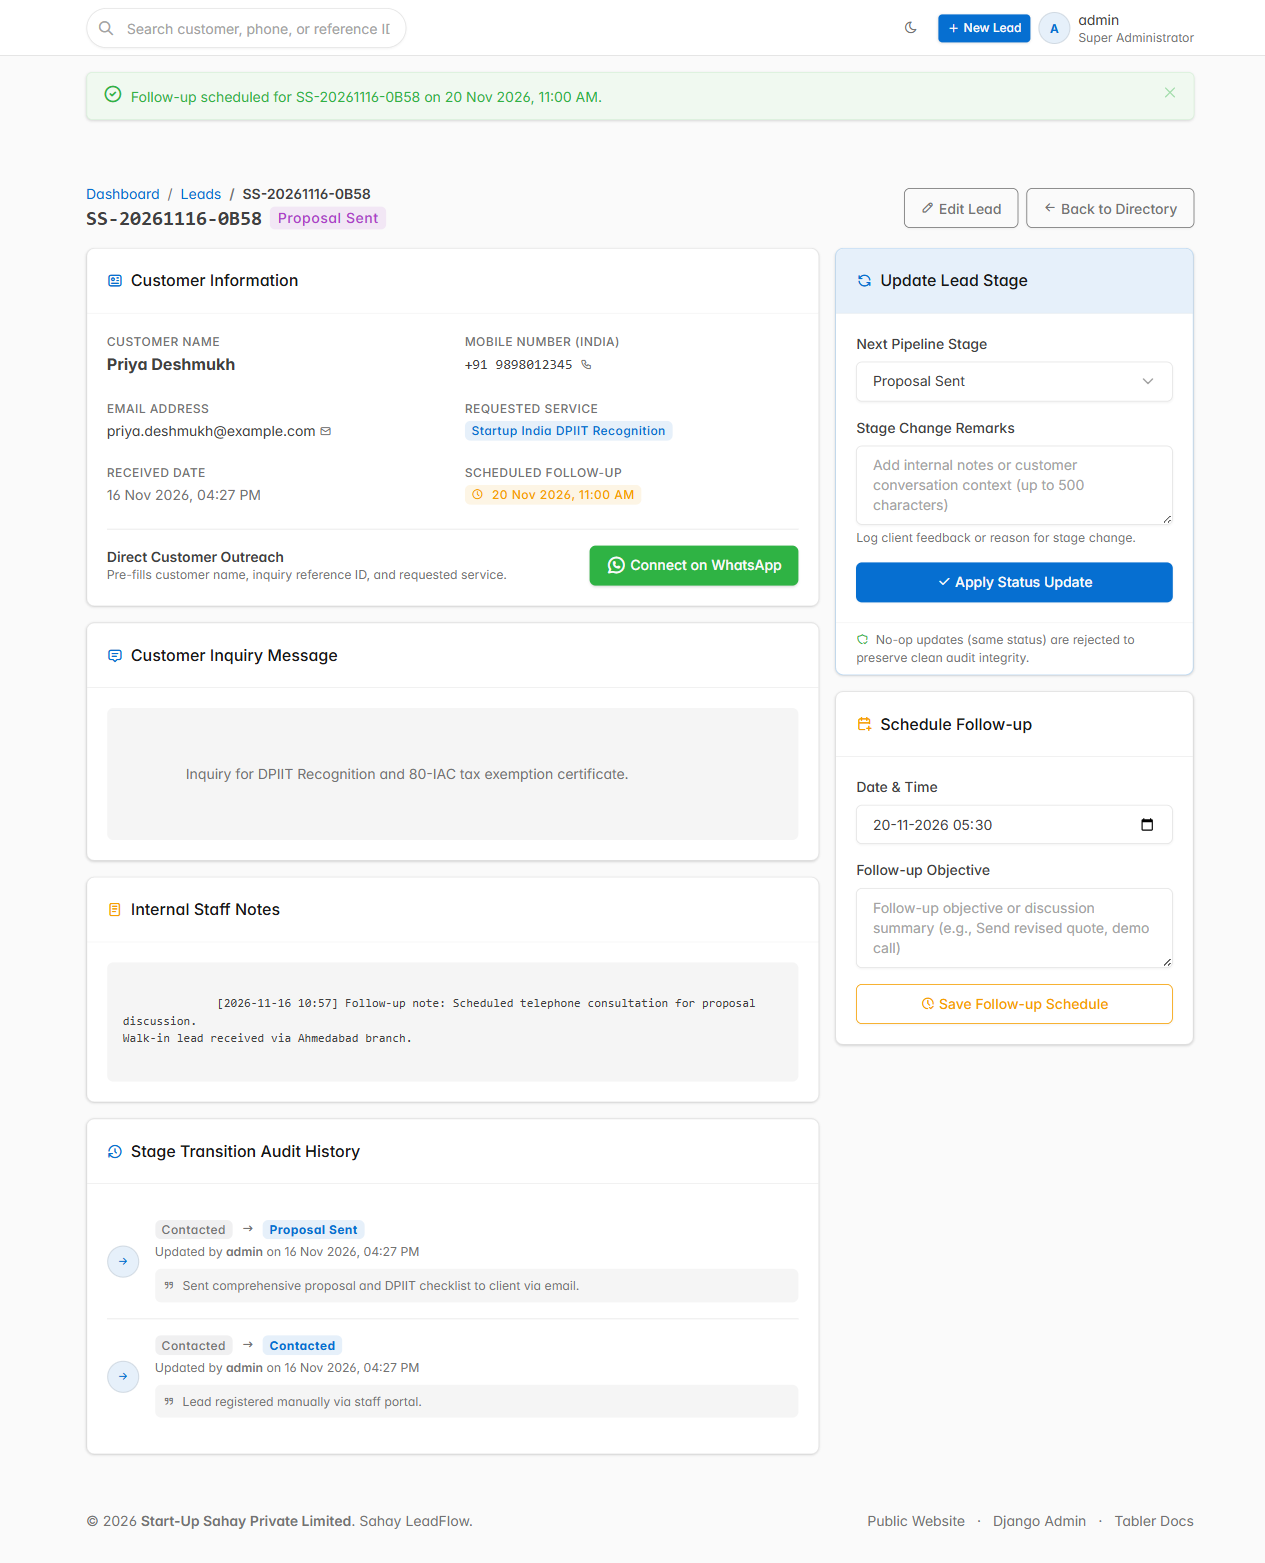 Search customer, phone, or reference ID
+ New Lead
A
admin
Super Administrator
Follow-up scheduled for SS-20261116-0B58 on 20 Nov 2026, 11:00 AM.
Dashboard / Leads / SS-20261116-0B58
SS-20261116-0B58 Proposal Sent
Edit Lead
← Back to Directory
Customer Information
CUSTOMER NAME
Priya Deshmukh
MOBILE NUMBER (INDIA)
+91 9898012345
EMAIL ADDRESS
priya.deshmukh@example.com
REQUESTED SERVICE
Startup India DPIIT Recognition
RECEIVED DATE
16 Nov 2026, 04:27 PM
SCHEDULED FOLLOW-UP
20 Nov 2026, 11:00 AM
Direct Customer Outreach
Pre-fills customer name, inquiry reference ID, and requested service.
Connect on WhatsApp
Customer Inquiry Message
Inquiry for DPIIT Recognition and 80-IAC tax exemption certificate.
Internal Staff Notes
[2026-11-16 10:57] Follow-up note: Scheduled telephone consultation for proposal
discussion.
Walk-in lead received via Ahmedabad branch.
Stage Transition Audit History
Contacted → Proposal Sent
Updated by admin on 16 Nov 2026, 04:27 PM
Sent comprehensive proposal and DPIIT checklist to client via email.
Contacted → Contacted
Updated by admin on 16 Nov 2026, 04:27 PM
Lead registered manually via staff portal.
Update Lead Stage
Next Pipeline Stage
Proposal Sent
Stage Change Remarks
Add internal notes or customer
conversation context (up to 500
characters)
Log client feedback or reason for stage change.
Apply Status Update
No-op updates (same status) are rejected to
preserve clean audit integrity.
Schedule Follow-up
Date & Time
20-11-2026 05:30
Follow-up Objective
Follow-up objective or discussion
summary (e.g., Send revised quote, demo
call)
Save Follow-up Schedule
© 2026 Start-Up Sahay Private Limited. Sahay LeadFlow.
Public Website · Django Admin · Tabler Docs